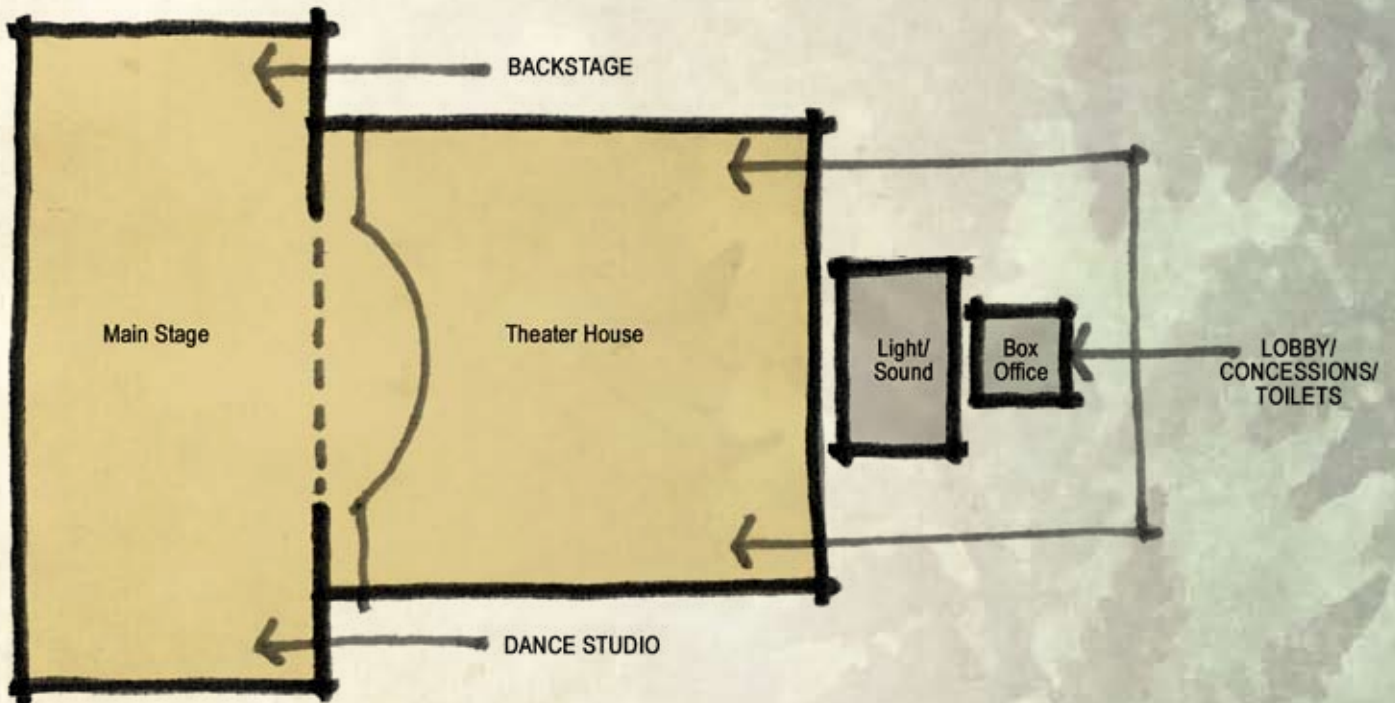 BACKSTAGE
Main Stage
Theater House
Light/
Sound
Box
Office
LOBBY/
CONCESSIONS/
TOILETS
DANCE STUDIO